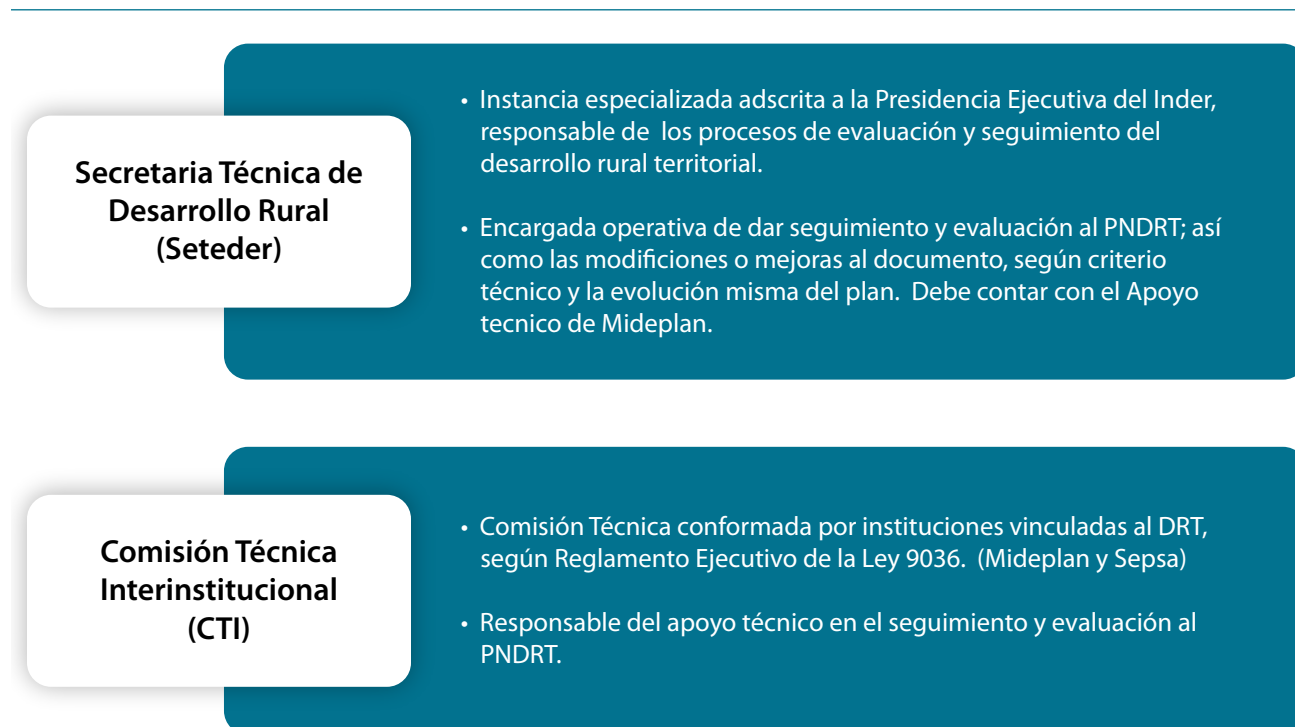 Secretaria Técnica de
Desarrollo Rural
(Seteder)
• Instancia especializada adscrita a la Presidencia Ejecutiva del Inder,
responsable de los procesos de evaluación y seguimiento del
desarrollo rural territorial.
• Encargada operativa de dar seguimiento y evaluación al PNDRT; así
como las modificiones o mejoras al documento, según criterio
técnico y la evolución misma del plan. Debe contar con el Apoyo
tecnico de Mideplan.
Comisión Técnica
Interinstitucional
(CTI)
• Comisión Técnica conformada por instituciones vinculadas al DRT,
según Reglamento Ejecutivo de la Ley 9036. (Mideplan y Sepsa)
• Responsable del apoyo técnico en el seguimiento y evaluación al
PNDRT.